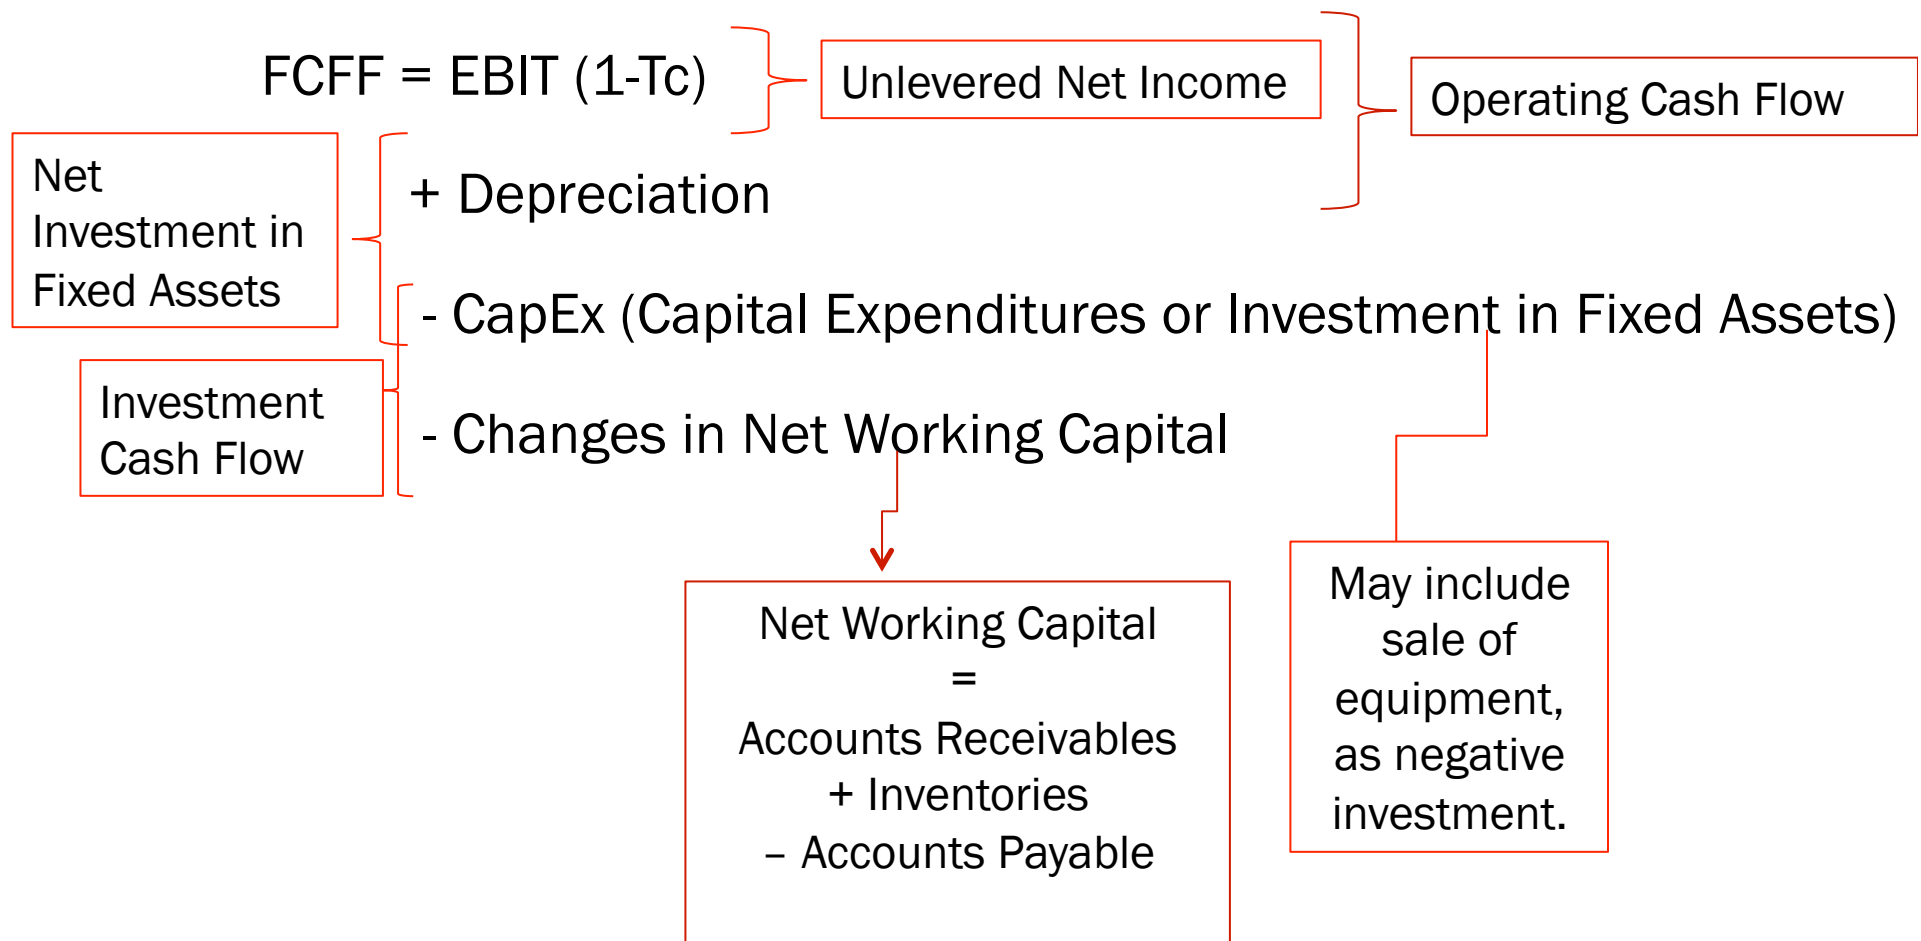 FCFF = EBIT (1-Tc)
Unlevered Net Income
Operating Cash Flow
Net
Investment in
Fixed Assets
+ Depreciation
- CapEx (Capital Expenditures or Investment in Fixed Assets)
Investment
Cash Flow
- Changes in Net Working Capital
Net Working Capital
=
Accounts Receivables
+ Inventories
– Accounts Payable
May include
sale of
equipment,
as negative
investment.